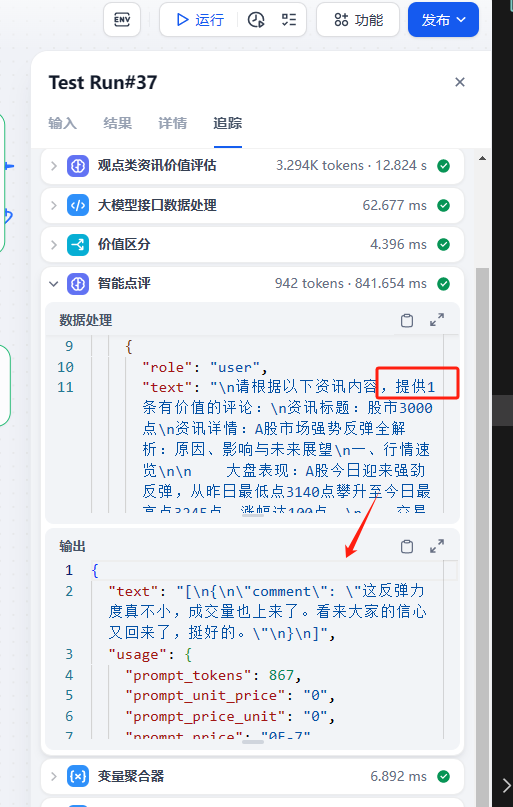 ENV
运行
功能
发布
Test Run#37
输入 结果 详情 追踪
观点类资讯价值评估 3.294K tokens · 12.824 s
大模型接口数据处理 62.677 ms
价值区分 4.396 ms
智能点评 942 tokens · 841.654 ms
数据处理
9 {
10 "role": "user",
11 "text": "\n请根据以下资讯内容，提供1
条有价值的评论：\n资讯标题：股市3000
点\n资讯详情：A股市场强势反弹全解
析：原因、影响与未来展望\n一、行情速
览\n\n 大盘表现：A股今日迎来强劲
反弹，从昨日最低点3140点攀升至今日最
高点3245点，涨幅达100点。\n 交易
输出
1 {
2 "text": "[\n{\n\"comment\": \"这反弹力
度真不小，成交量也上来了。看来大家的信心
又回来了，挺好的。\"\n}\n]",
3 "usage": {
4 "prompt_tokens": 867,
5 "prompt_unit_price": "0",
6 "prompt_price_unit": "0",
7 "prompt_price": "0E-7"
变量聚合器 6.892 ms